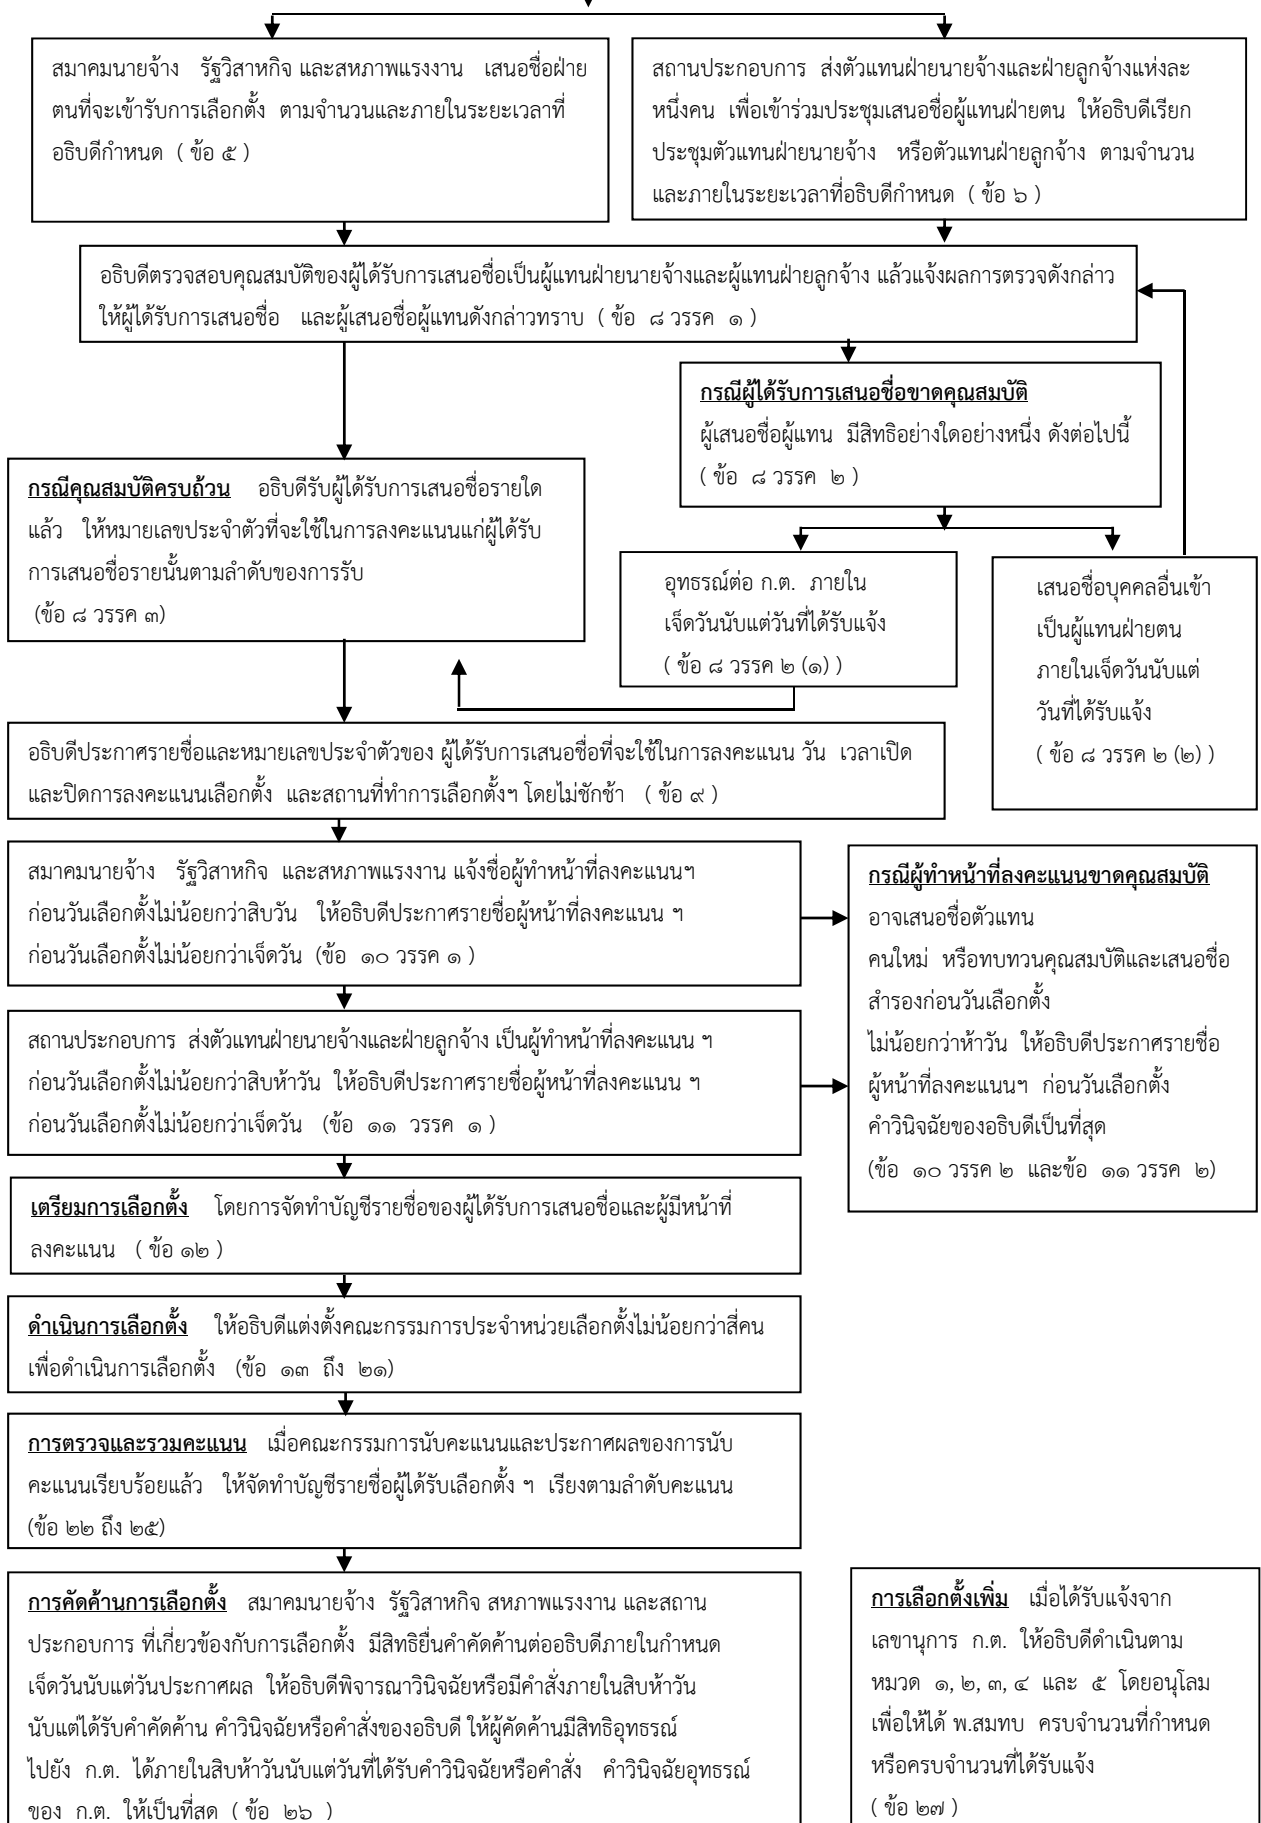 สมาคมนายจ้าง รัฐวิสาหกิจ และสหภาพแรงงาน เสนอชื่อฝ่าย
ตนที่จะเข้ารับการเลือกตั้ง ตามจำนวนและภายในระยะเวลาที่
อธิบดีกำหนด ( ข้อ ๕ )
สถานประกอบการ ส่งตัวแทนฝ่ายนายจ้างและฝ่ายลูกจ้างแห่งละ
หนึ่งคน เพื่อเข้าร่วมประชุมเสนอชื่อผู้แทนฝ่ายตน ให้อธิบดีเรียก
ประชุมตัวแทนฝ่ายนายจ้าง หรือตัวแทนฝ่ายลูกจ้าง ตามจำนวน
และภายในระยะเวลาที่อธิบดีกำหนด ( ข้อ ๖ )
อธิบดีตรวจสอบคุณสมบัติของผู้ได้รับการเสนอชื่อเป็นผู้แทนฝ่ายนายจ้างและผู้แทนฝ่ายลูกจ้าง แล้วแจ้งผลการตรวจดังกล่าว
ให้ผู้ได้รับการเสนอชื่อ และผู้เสนอชื่อผู้แทนดังกล่าวทราบ ( ข้อ ๘ วรรค ๑ )
กรณีผู้ได้รับการเสนอชื่อขาดคุณสมบัติ
ผู้เสนอชื่อผู้แทน มีสิทธิอย่างใดอย่างหนึ่ง ดังต่อไปนี้
( ข้อ ๘ วรรค ๒ )
กรณีคุณสมบัติครบถ้วน อธิบดีรับผู้ได้รับการเสนอชื่อรายใด
แล้ว ให้หมายเลขประจำตัวที่จะใช้ในการลงคะแนนแก่ผู้ได้รับ
การเสนอชื่อรายนั้นตามลำดับของการรับ
(ข้อ ๘ วรรค ๓)
อุทธรณ์ต่อ ก.ต. ภายใน
เจ็ดวันนับแต่วันที่ได้รับแจ้ง
( ข้อ ๘ วรรค ๒ (๑) )
เสนอชื่อบุคคลอื่นเข้า
เป็นผู้แทนฝ่ายตน
ภายในเจ็ดวันนับแต่
วันที่ได้รับแจ้ง
( ข้อ ๘ วรรค ๒ (๒) )
อธิบดีประกาศรายชื่อและหมายเลขประจำตัวของ ผู้ได้รับการเสนอชื่อที่จะใช้ในการลงคะแนน วัน เวลาเปิด
และปิดการลงคะแนนเลือกตั้ง และสถานที่ทำการเลือกตั้งฯ โดยไม่ชักช้า ( ข้อ ๙ )
สมาคมนายจ้าง รัฐวิสาหกิจ และสหภาพแรงงาน แจ้งชื่อผู้ทำหน้าที่ลงคะแนนฯ
ก่อนวันเลือกตั้งไม่น้อยกว่าสิบวัน ให้อธิบดีประกาศรายชื่อผู้หน้าที่ลงคะแนน ฯ
ก่อนวันเลือกตั้งไม่น้อยกว่าเจ็ดวัน (ข้อ ๑๐ วรรค ๑ )
กรณีผู้ทำหน้าที่ลงคะแนนขาดคุณสมบัติ
อาจเสนอชื่อตัวแทน
คนใหม่ หรือทบทวนคุณสมบัติและเสนอชื่อ
สำรองก่อนวันเลือกตั้ง
ไม่น้อยกว่าห้าวัน ให้อธิบดีประกาศรายชื่อ
ผู้หน้าที่ลงคะแนนฯ ก่อนวันเลือกตั้ง
คำวินิจฉัยของอธิบดีเป็นที่สุด
(ข้อ ๑๐ วรรค ๒ และข้อ ๑๑ วรรค ๒)
สถานประกอบการ ส่งตัวแทนฝ่ายนายจ้างและฝ่ายลูกจ้าง เป็นผู้ทำหน้าที่ลงคะแนน ฯ
ก่อนวันเลือกตั้งไม่น้อยกว่าสิบห้าวัน ให้อธิบดีประกาศรายชื่อผู้หน้าที่ลงคะแนน ฯ
ก่อนวันเลือกตั้งไม่น้อยกว่าเจ็ดวัน (ข้อ ๑๑ วรรค ๑ )
เตรียมการเลือกตั้ง โดยการจัดทำบัญชีรายชื่อของผู้ได้รับการเสนอชื่อและผู้มีหน้าที่
ลงคะแนน ( ข้อ ๑๒ )
ดำเนินการเลือกตั้ง ให้อธิบดีแต่งตั้งคณะกรรมการประจำหน่วยเลือกตั้งไม่น้อยกว่าสี่คน
เพื่อดำเนินการเลือกตั้ง (ข้อ ๑๓ ถึง ๒๑)
การตรวจและรวมคะแนน เมื่อคณะกรรมการนับคะแนนและประกาศผลของการนับ
คะแนนเรียบร้อยแล้ว ให้จัดทำบัญชีรายชื่อผู้ได้รับเลือกตั้ง ฯ เรียงตามลำดับคะแนน
(ข้อ ๒๒ ถึง ๒๕)
การคัดค้านการเลือกตั้ง สมาคมนายจ้าง รัฐวิสาหกิจ สหภาพแรงงาน และสถาน
ประกอบการ ที่เกี่ยวข้องกับการเลือกตั้ง มีสิทธิยื่นคำคัดค้านต่ออธิบดีภายในกำหนด
เจ็ดวันนับแต่วันประกาศผล ให้อธิบดีพิจารณาวินิจฉัยหรือมีคำสั่งภายในสิบห้าวัน
นับแต่ได้รับคำคัดค้าน คำวินิจฉัยหรือคำสั่งของอธิบดี ให้ผู้คัดค้านมีสิทธิอุทธรณ์
ไปยัง ก.ต. ได้ภายในสิบห้าวันนับแต่วันที่ได้รับคำวินิจฉัยหรือคำสั่ง คำวินิจฉัยอุทธรณ์
ของ ก.ต. ให้เป็นที่สุด ( ข้อ ๒๖ )
การเลือกตั้งเพิ่ม เมื่อได้รับแจ้งจาก
เลขานุการ ก.ต. ให้อธิบดีดำเนินตาม
หมวด ๑, ๒, ๓, ๔ และ ๕ โดยอนุโลม
เพื่อให้ได้ พ.สมทบ ครบจำนวนที่กำหนด
หรือครบจำนวนที่ได้รับแจ้ง
( ข้อ ๒๗ )